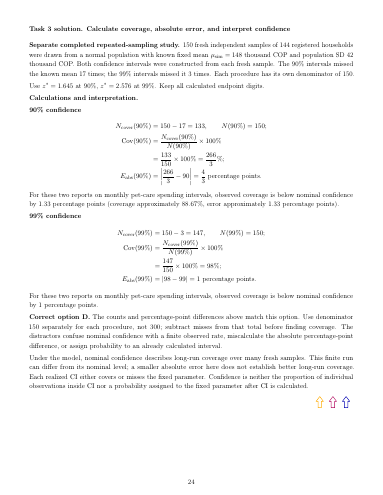 Task 3 solution. Calculate coverage, absolute error, and interpret confidence
Separate completed repeated-sampling study. 150 fresh independent samples of 144 registered households
were drawn from a normal population with known fixed mean μ_sim = 148 thousand COP and population SD 42
thousand COP. Both confidence intervals were constructed from each fresh sample. The 90% intervals missed
the known mean 17 times; the 99% intervals missed it 3 times. Each procedure has its own denominator of 150.
Use z* = 1.645 at 90%, z* = 2.576 at 99%. Keep all calculated endpoint digits.
Calculations and interpretation.
90% confidence
N_cover(90%) = 150 − 17 = 133, N(90%) = 150;
Cov(90%) = N_cover(90%) / N(90%) × 100%
= 133/150 × 100% = 266/3 %;
E_abs(90%) = |266/3 − 90| = 4/3 percentage points.
For these two reports on monthly pet-care spending intervals, observed coverage is below nominal confidence
by 1.33 percentage points (coverage approximately 88.67%, error approximately 1.33 percentage points).
99% confidence
N_cover(99%) = 150 − 3 = 147, N(99%) = 150;
Cov(99%) = N_cover(99%) / N(99%) × 100%
= 147/150 × 100% = 98%;
E_abs(99%) = |98 − 99| = 1 percentage points.
For these two reports on monthly pet-care spending intervals, observed coverage is below nominal confidence
by 1 percentage points.
Correct option D. The counts and percentage-point differences above match this option. Use denominator
150 separately for each procedure, not 300; subtract misses from that total before finding coverage. The
distractors confuse nominal confidence with a finite observed rate, miscalculate the absolute percentage-point
difference, or assign probability to an already calculated interval.
Under the model, nominal confidence describes long-run coverage over many fresh samples. This finite run
can differ from its nominal level; a smaller absolute error here does not establish better long-run coverage.
Each realized CI either covers or misses the fixed parameter. Confidence is neither the proportion of individual
observations inside CI nor a probability assigned to the fixed parameter after CI is calculated.
24